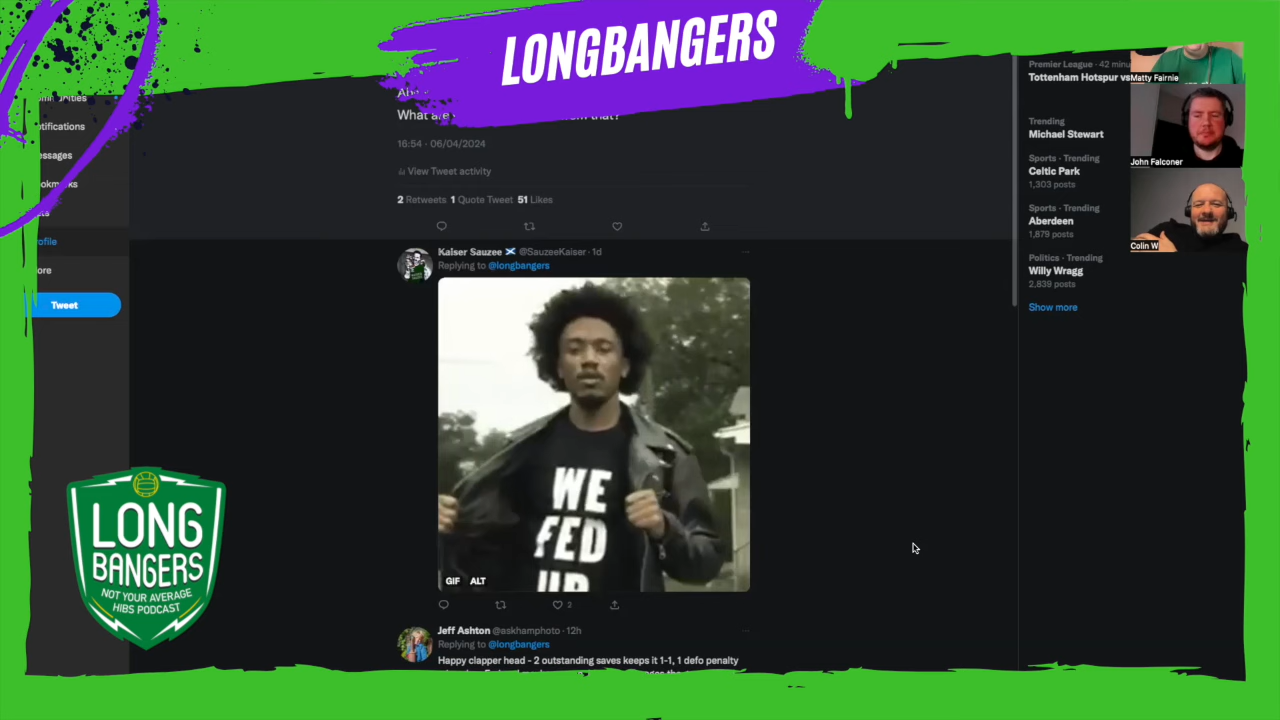 LONGBANGERS
Premier League · 42 minu
Tottenham Hotspur vs
Matty Fairnie
Trending
Michael Stewart
Sports · Trending
Celtic Park
1,303 posts
Sports · Trending
Aberdeen
1,879 posts
Politics · Trending
Willy Wragg
2,839 posts
Show more
John Falconer
Colin W
unities
otifications
essages
okmarks
ts
ofile
ore
Tweet
What are
that?
16:54 · 06/04/2024
View Tweet activity
2 Retweets 1 Quote Tweet 51 Likes
Kaiser Sauzee @SauzeeKaiser · 1d
Replying to @longbangers
WE
FED
UP
GIF ALT
2
Jeff Ashton @askhamphoto · 12h
Replying to @longbangers
Happy clapper head - 2 outstanding saves keeps it 1-1, 1 defo penalty
LONG
BANGERS
NOT YOUR AVERAGE
HIBS PODCAST